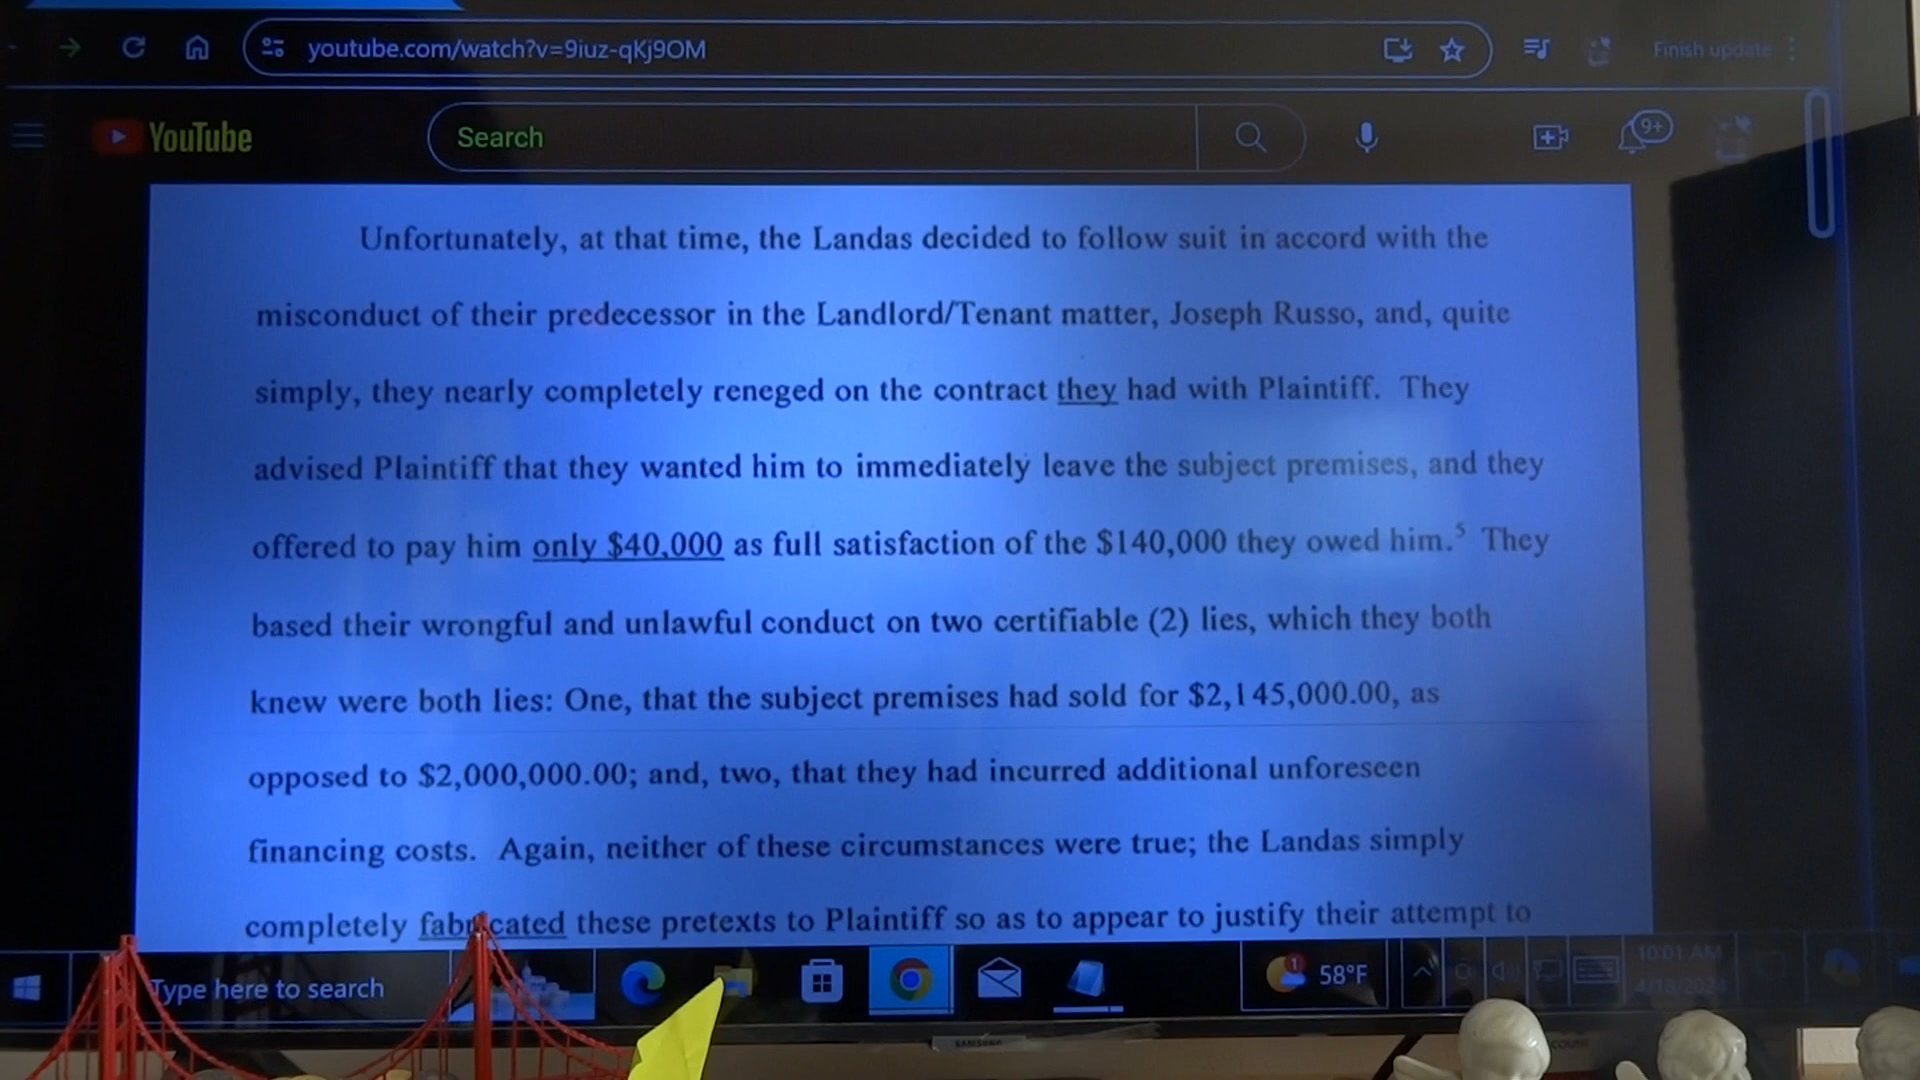 youtube.com/watch?v=9iuz-qKj9OM
Finish update
YouTube
Search
9+
Unfortunately, at that time, the Landas decided to follow suit in accord with the
misconduct of their predecessor in the Landlord/Tenant matter, Joseph Russo, and, quite
simply, they nearly completely reneged on the contract they had with Plaintiff. They
advised Plaintiff that they wanted him to immediately leave the subject premises, and they
offered to pay him only $40,000 as full satisfaction of the $140,000 they owed him.5 They
based their wrongful and unlawful conduct on two certifiable (2) lies, which they both
knew were both lies: One, that the subject premises had sold for $2,145,000.00, as
opposed to $2,000,000.00; and, two, that they had incurred additional unforeseen
financing costs. Again, neither of these circumstances were true; the Landas simply
completely fabricated these pretexts to Plaintiff so as to appear to justify their attempt to
Type here to search
1
58°F
10:01 AM
SAMSUNG